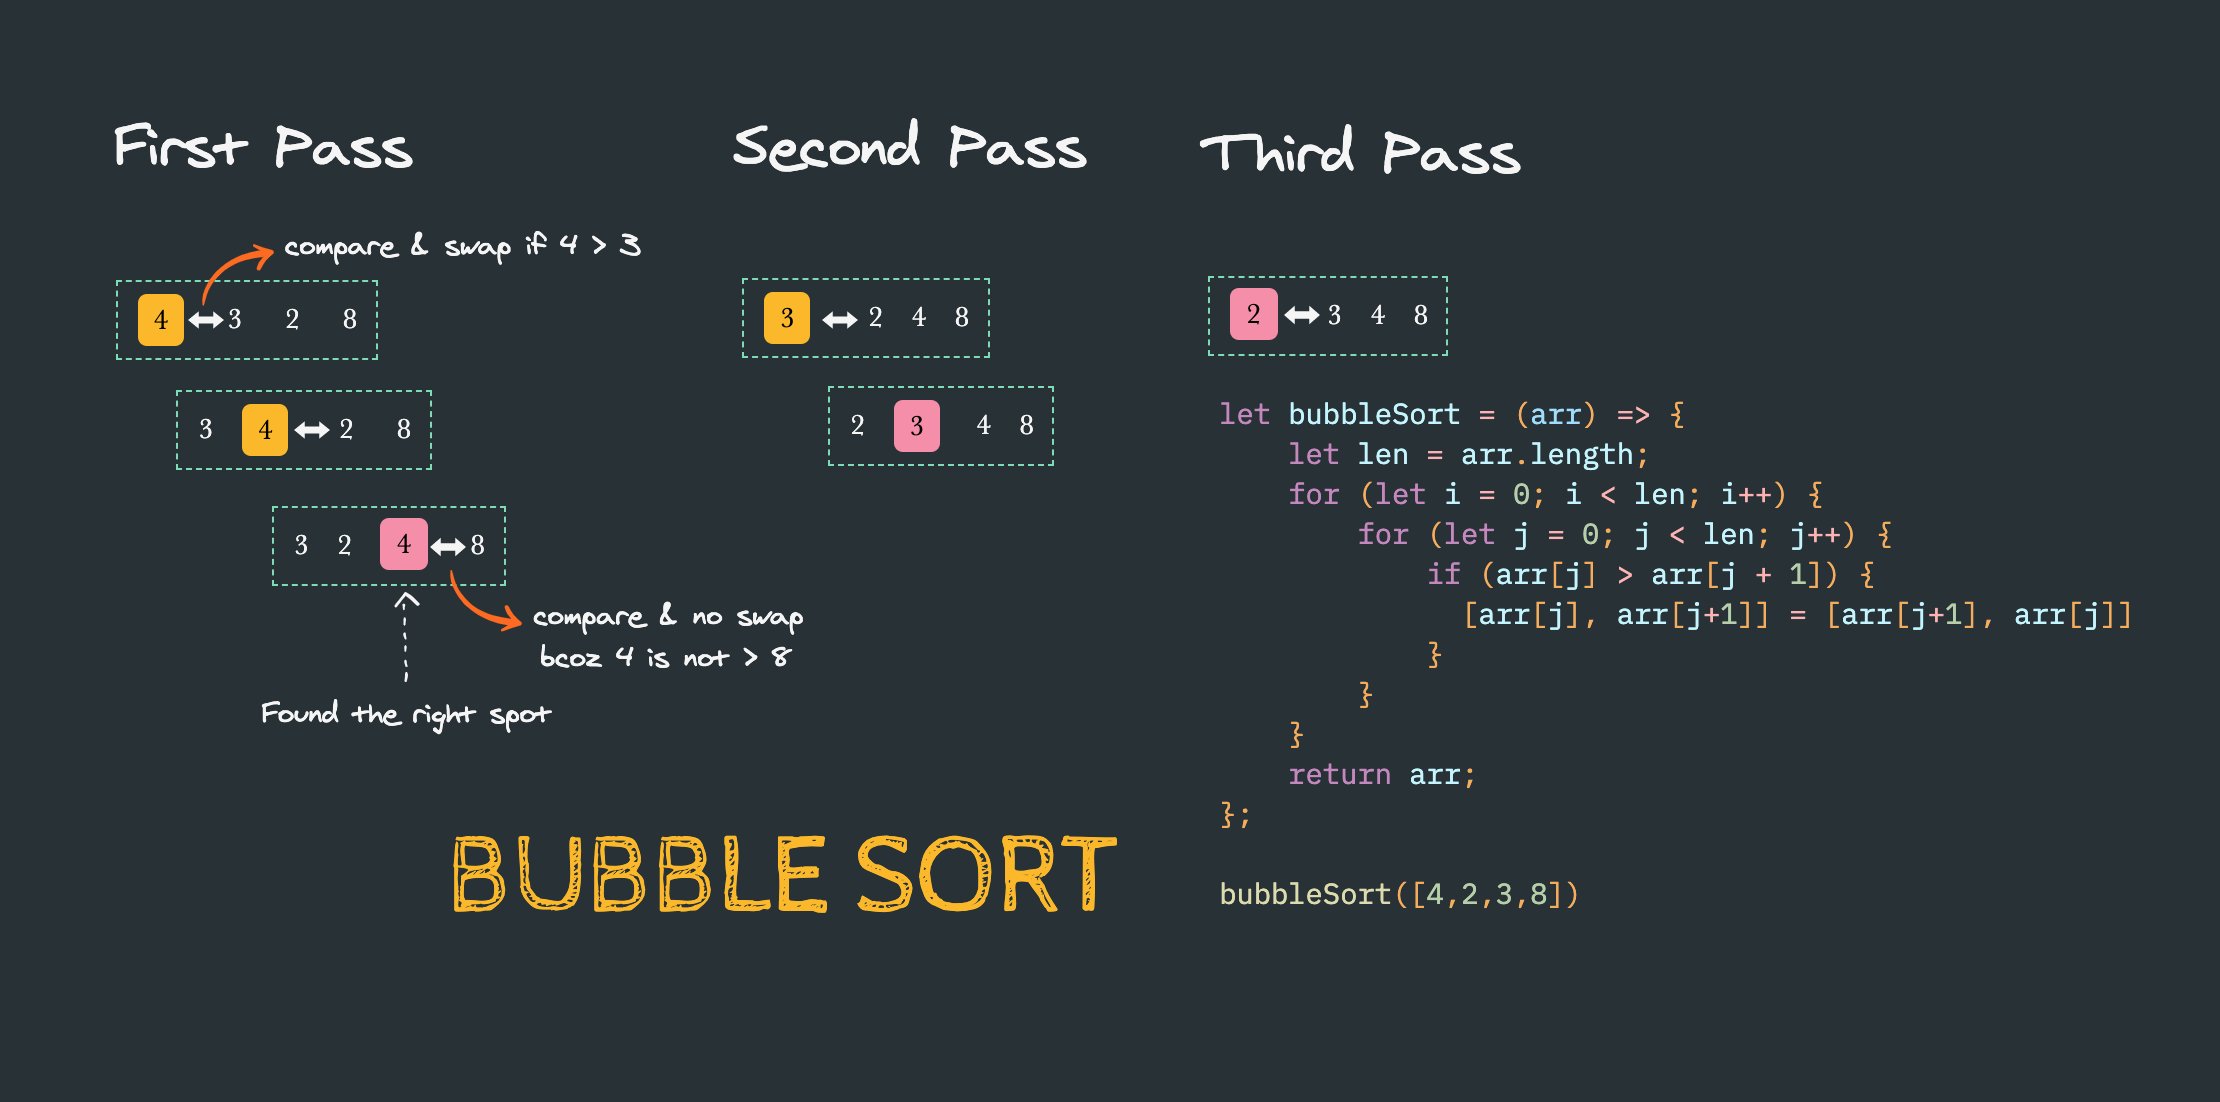 First Pass
compare & swap if 4 > 3
4 3 2 8
3 4 2 8
3 2 4 8
compare & no swap
bcoz 4 is not > 8
Found the right spot
Second Pass
3 2 4 8
2 3 4 8
Third Pass
2 3 4 8
let bubbleSort = (arr) => {
    let len = arr.length;
    for (let i = 0; i < len; i++) {
        for (let j = 0; j < len; j++) {
            if (arr[j] > arr[j + 1]) {
              [arr[j], arr[j+1]] = [arr[j+1], arr[j]]
            }
        }
    }
    return arr;
};
bubbleSort([4,2,3,8])
BUBBLE SORT